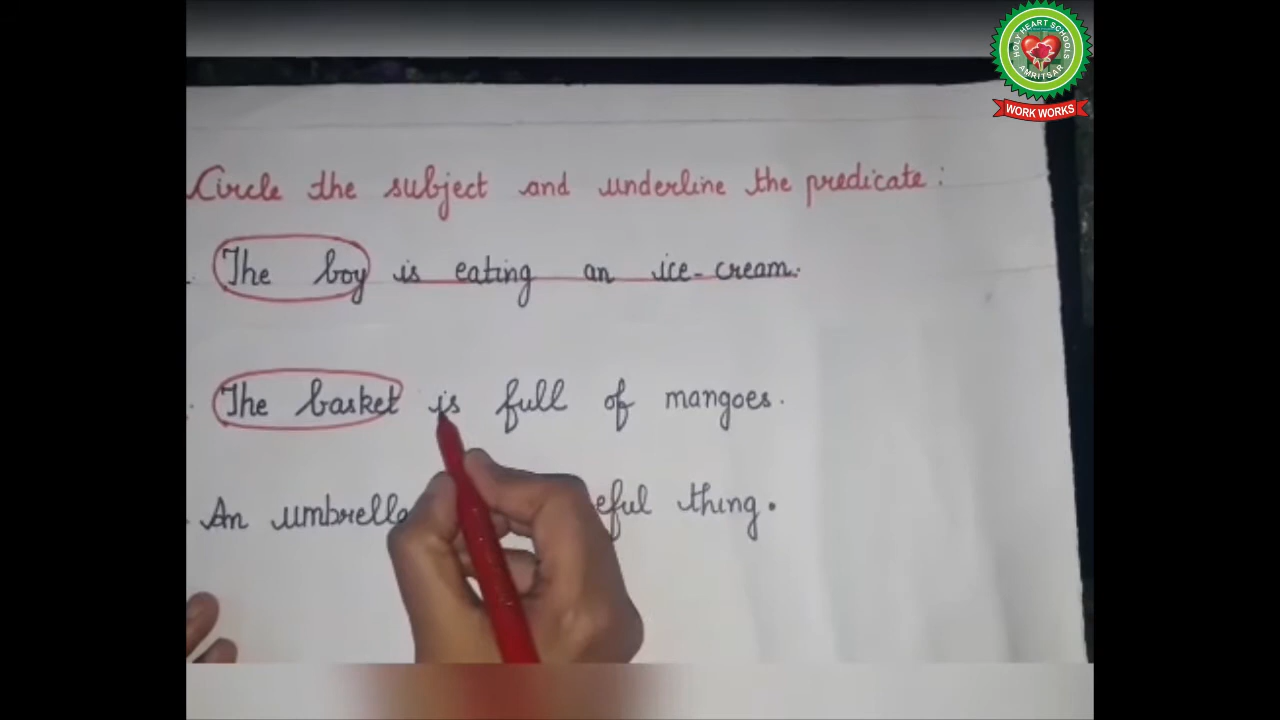 HOLY HEART SCHOOLS
AMRITSAR
WORK WORKS
Circle the subject and underline the predicate :
The boy is eating an ice-cream.
The basket is full of mangoes.
An umbrella thing.